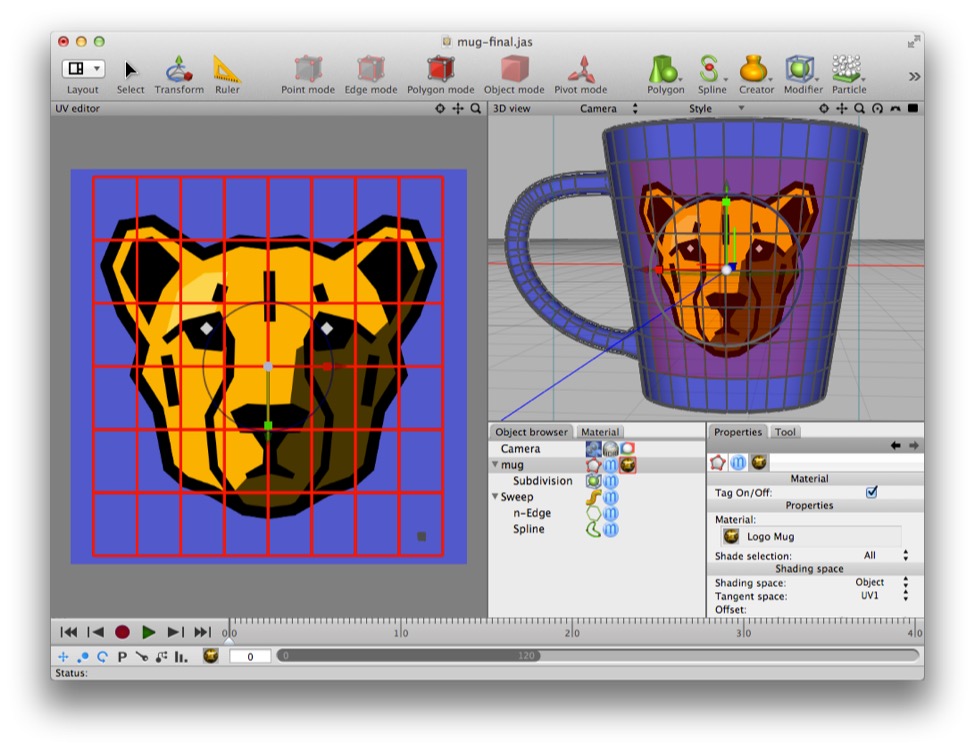 mug-final.jas
Layout Select Transform Ruler Point mode Edge mode Polygon mode Object mode Pivot mode Polygon Spline Creator Modifier Particle
UV editor
3D view Camera Style
Object browser Material
Camera
mug
Subdivision
Sweep
n-Edge
Spline
Properties Tool
Material
Tag On/Off:
Properties
Material:
Logo Mug
Shade selection: All
Shading space
Shading space: Object
Tangent space: UV1
Offset:
0|0 1|0 2|0 3|0 4|0
P 0 0 120
Status: